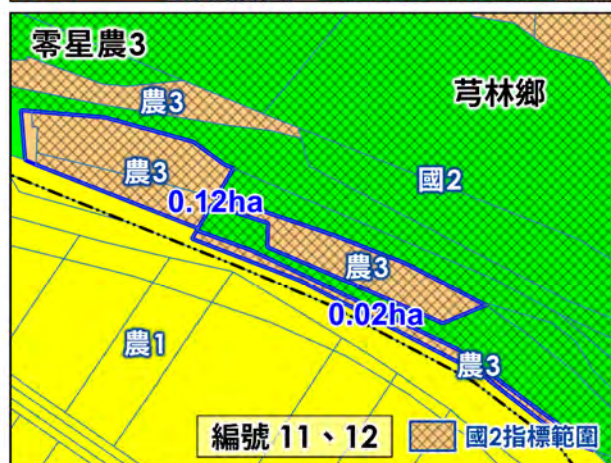 零星農3
芎林鄉
農3
農3
國2
0.12ha
農3
0.02ha
農1
農3
編號 11、12
國2指標範圍